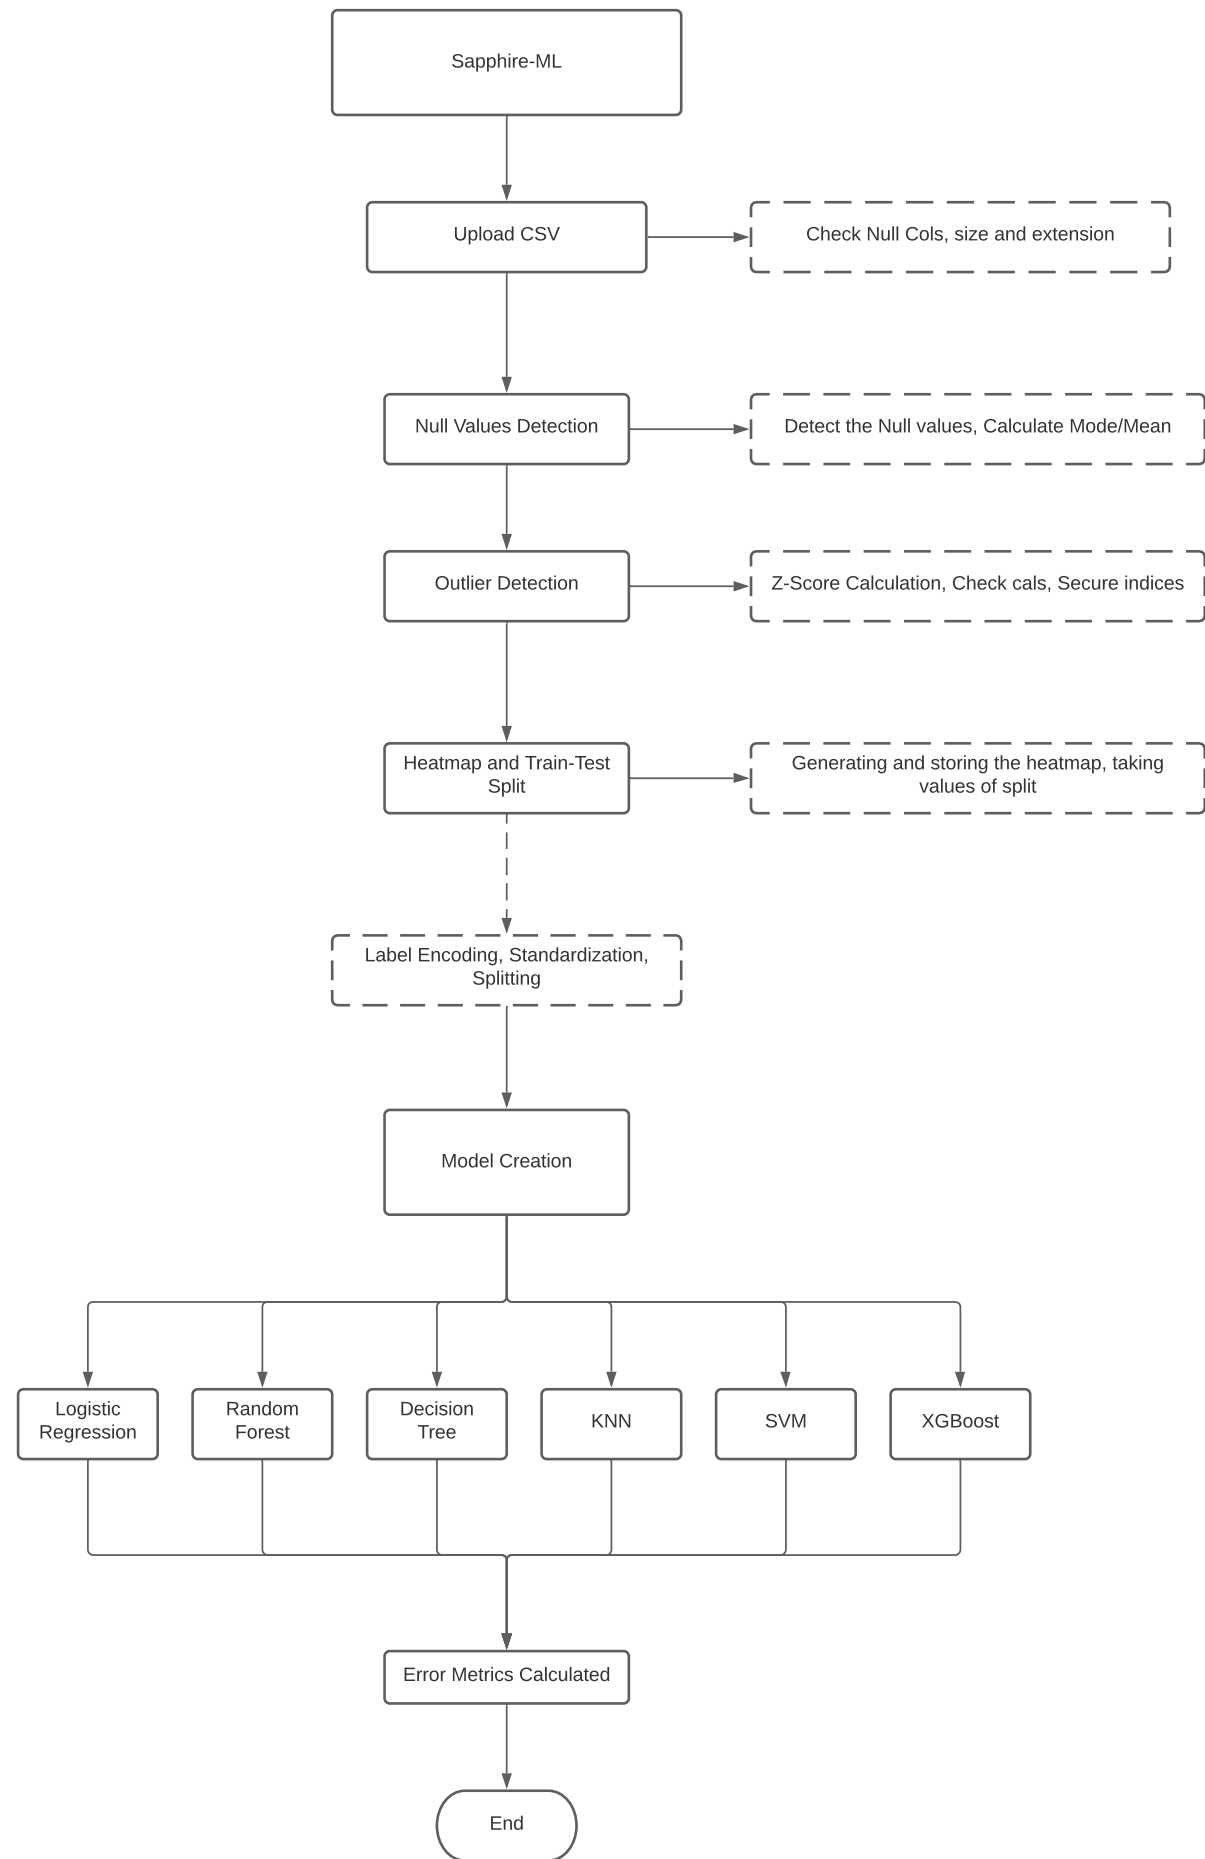 Sapphire-ML
Upload CSV
Check Null Cols, size and extension
Null Values Detection
Detect the Null values, Calculate Mode/Mean
Outlier Detection
Z-Score Calculation, Check cals, Secure indices
Heatmap and Train-Test
Split
Generating and storing the heatmap, taking
values of split
Label Encoding, Standardization,
Splitting
Model Creation
Logistic
Regression
Random
Forest
Decision
Tree
KNN
SVM
XGBoost
Error Metrics Calculated
End